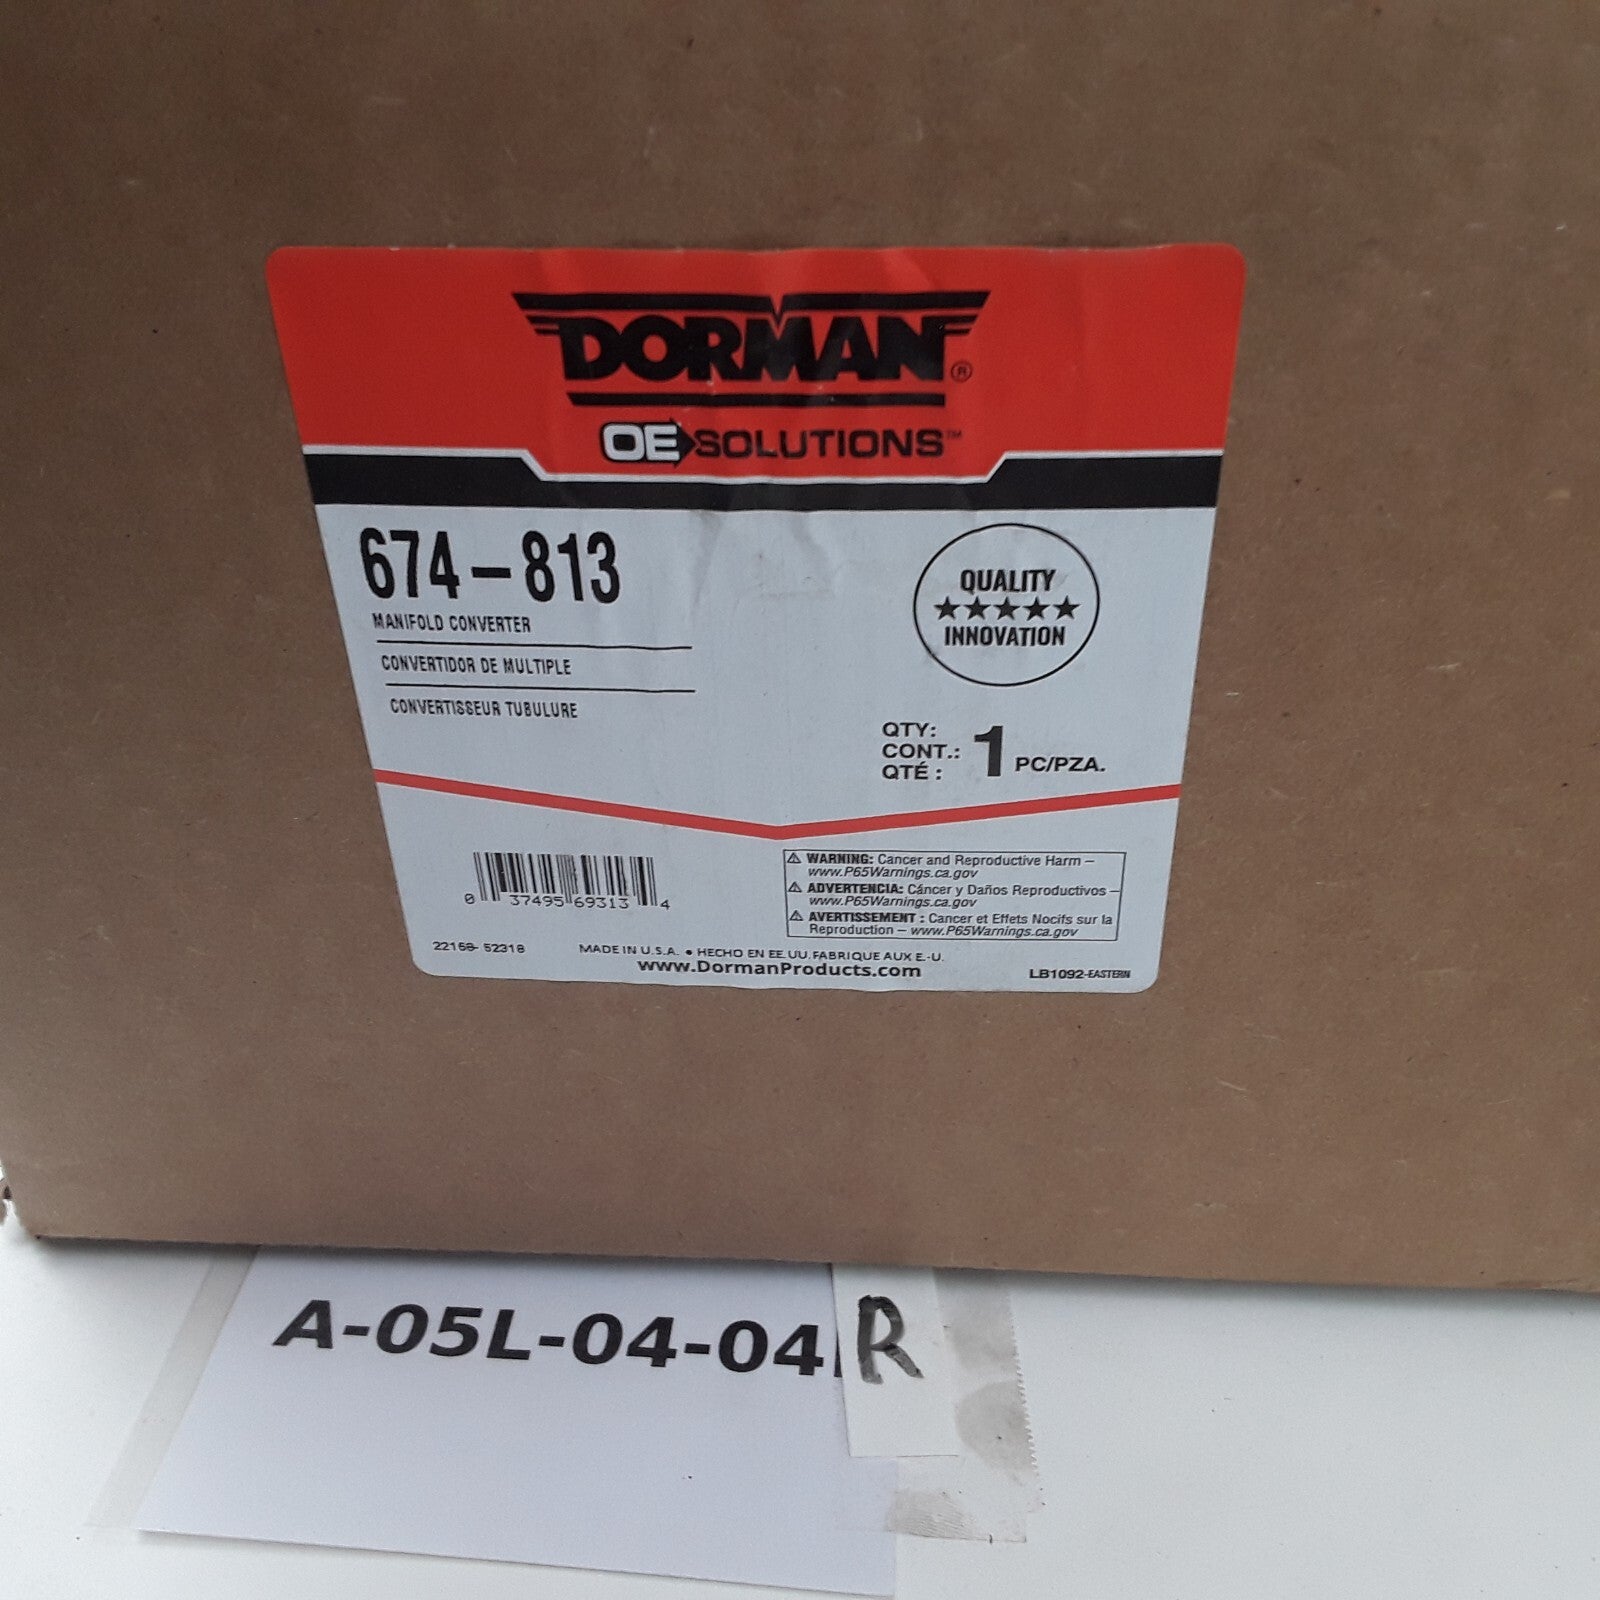 DORMAN®
OE SOLUTIONS™
674-813
MANIFOLD CONVERTER
CONVERTIDOR DE MULTIPLE
CONVERTISSEUR TUBULURE
QUALITY
★★★★★
INNOVATION
QTY:
CONT.:
QTÉ :
1 PC/PZA.
0 37495 69313 4
⚠ WARNING: Cancer and Reproductive Harm –
www.P65Warnings.ca.gov
⚠ ADVERTENCIA: Cáncer y Daños Reproductivos –
www.P65Warnings.ca.gov
⚠ AVERTISSEMENT : Cancer et Effets Nocifs sur la
Reproduction – www.P65Warnings.ca.gov
22168- 52318
MADE IN U.S.A. • HECHO EN EE.UU. FABRIQUE AUX E.-U.
www.DormanProducts.com
LB1092-EASTERN
A-05L-04-04 R